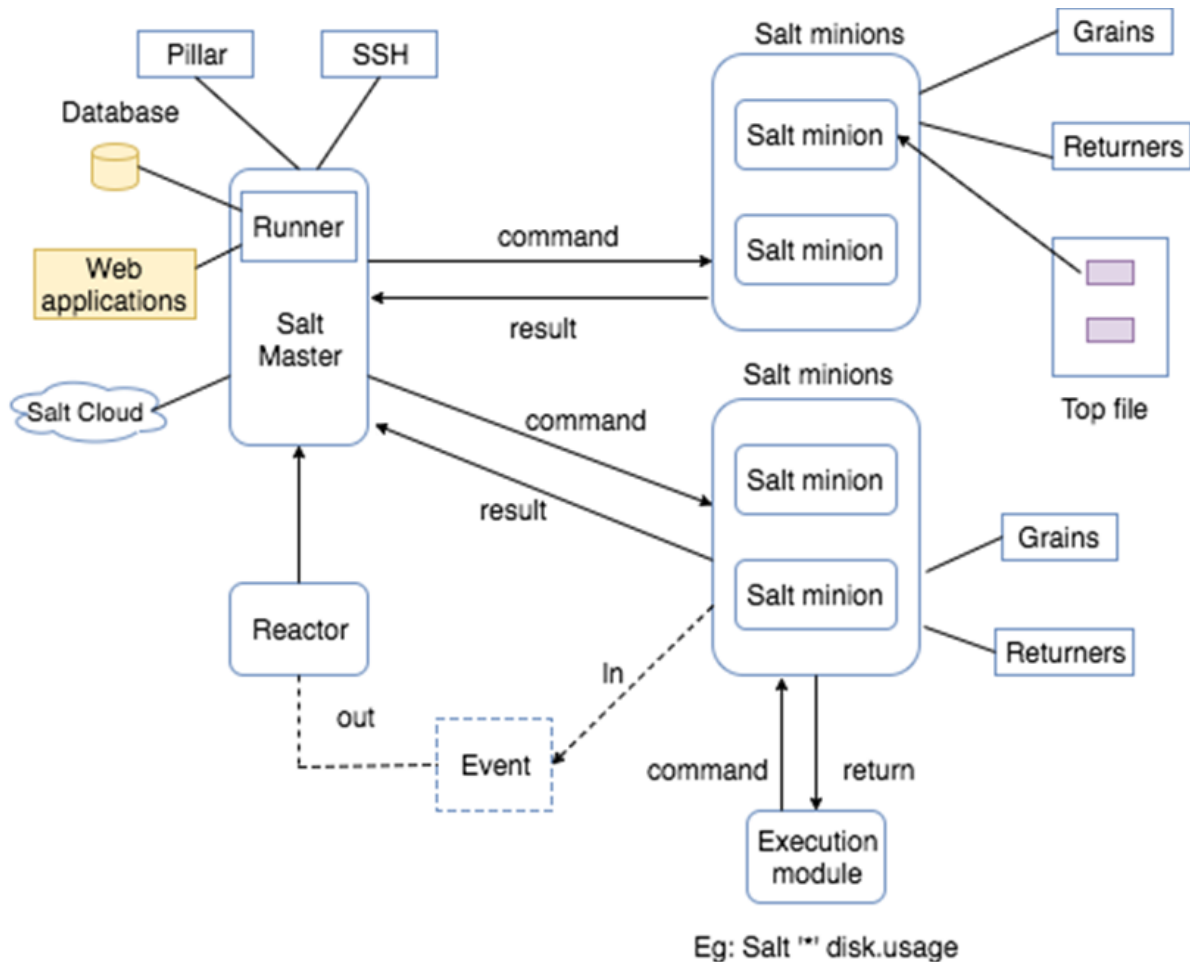 Pillar
SSH
Salt minions
Grains
Database
Salt minion
Returners
Runner
command
Salt minion
Web
applications
Salt
Master
result
Salt minions
Top file
Salt Cloud
command
Salt minion
result
Grains
Salt minion
Reactor
Returners
In
out
Event
command
return
Execution
module
Eg: Salt '*' disk.usage